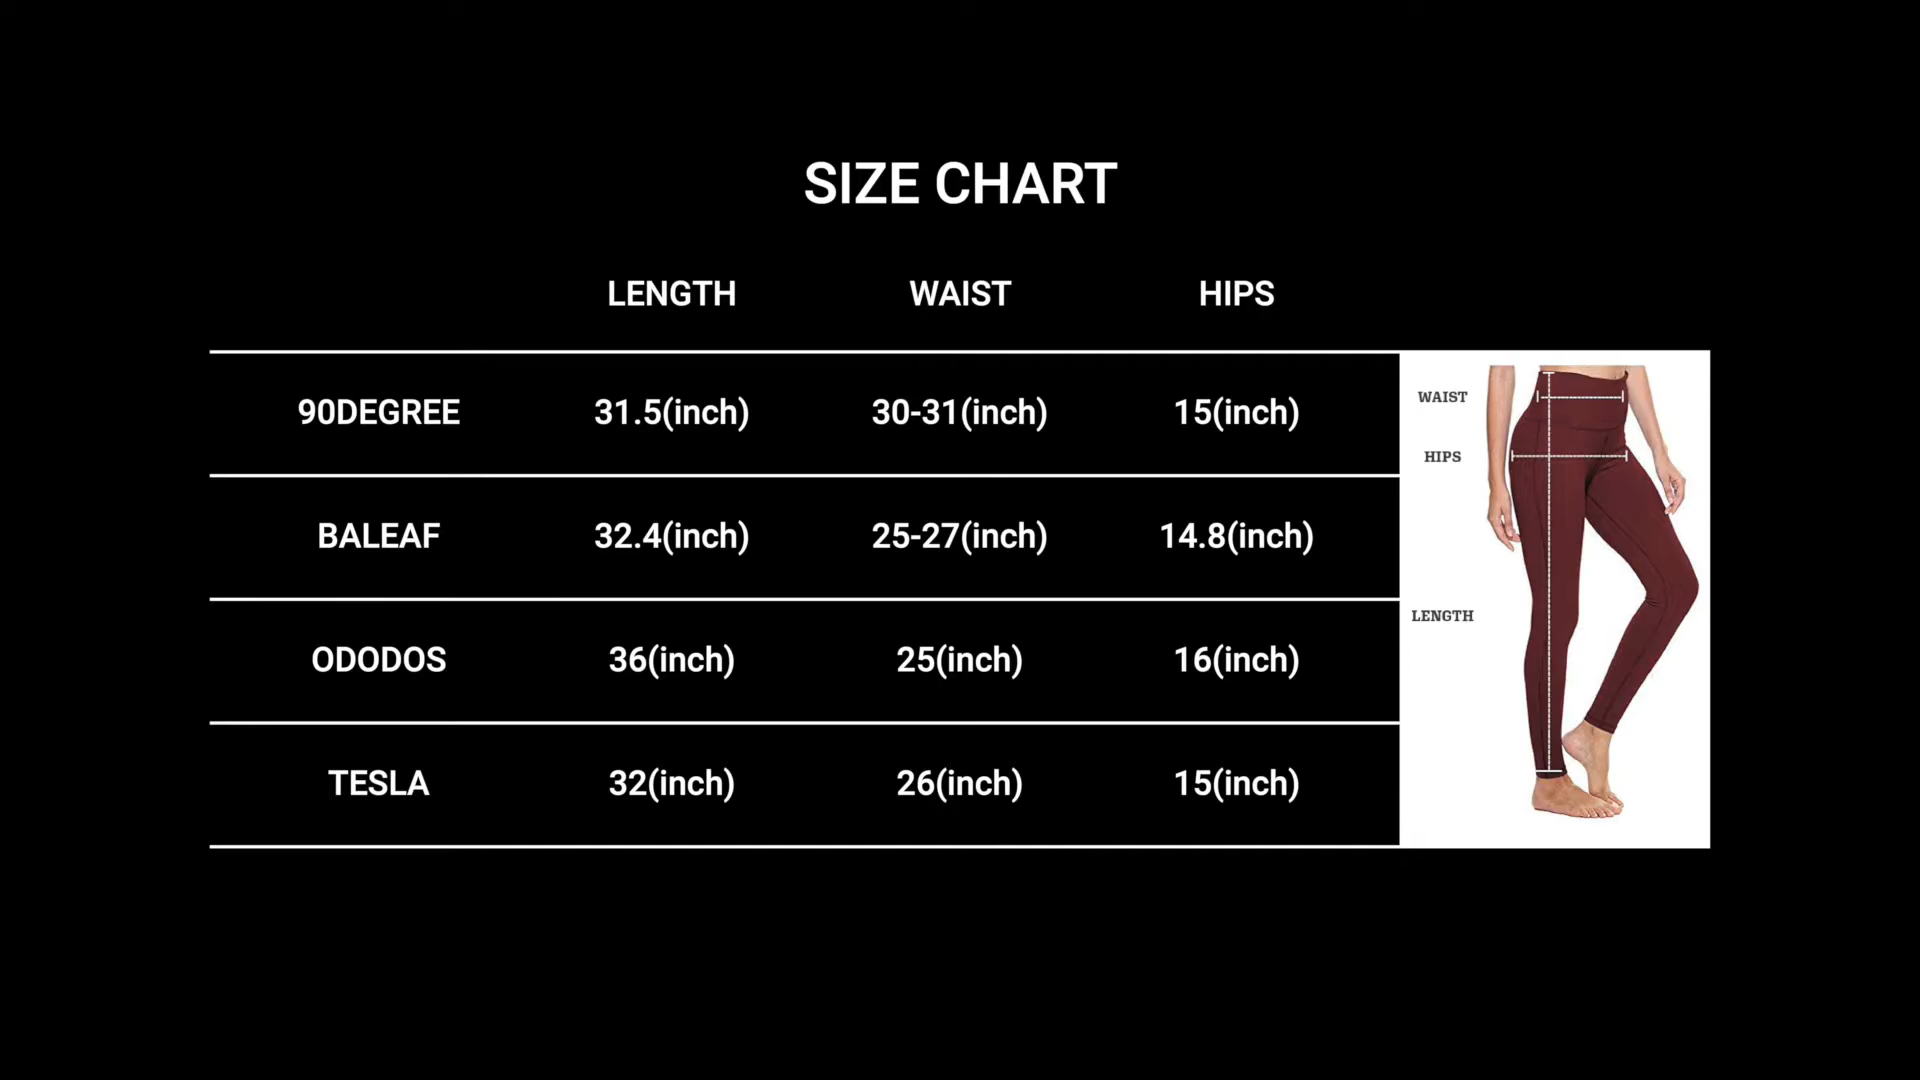 SIZE CHART
LENGTH WAIST HIPS
90DEGREE 31.5(inch) 30-31(inch) 15(inch)
BALEAF 32.4(inch) 25-27(inch) 14.8(inch)
ODODOS 36(inch) 25(inch) 16(inch)
TESLA 32(inch) 26(inch) 15(inch)
WAIST
HIPS
LENGTH